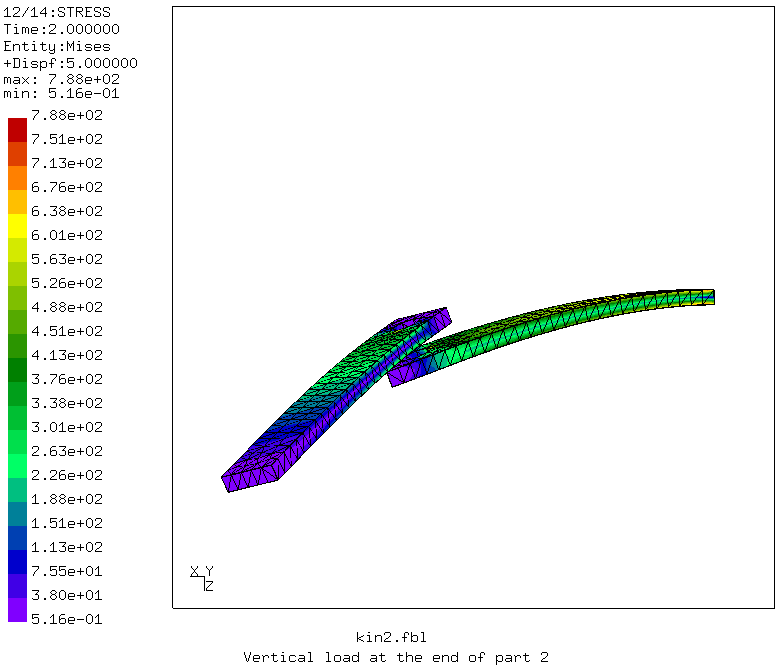 12/14:STRESS
Time:2.000000
Entity:Mises
+Dispf:5.000000
max: 7.88e+02
min: 5.16e-01
7.88e+02
7.51e+02
7.13e+02
6.76e+02
6.38e+02
6.01e+02
5.63e+02
5.26e+02
4.88e+02
4.51e+02
4.13e+02
3.76e+02
3.38e+02
3.01e+02
2.63e+02
2.26e+02
1.88e+02
1.51e+02
1.13e+02
7.55e+01
3.80e+01
5.16e-01
X Y
Z
kin2.fbl
Vertical load at the end of part 2